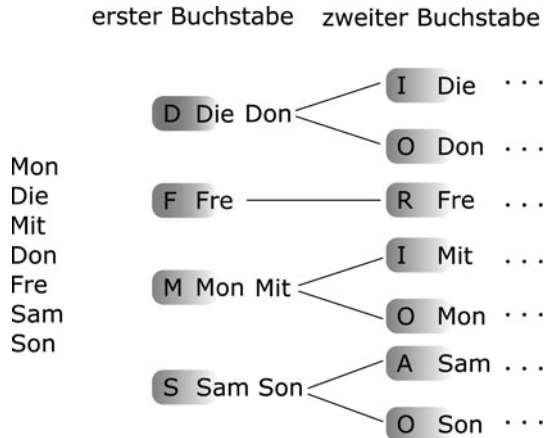 erster Buchstabe zweiter Buchstabe
I Die . . .
D Die Don
O Don . . .
Mon
Die
Mit
Don
Fre
Sam
Son
F Fre
R Fre . . .
I Mit . . .
M Mon Mit
O Mon . . .
A Sam . . .
S Sam Son
O Son . . .